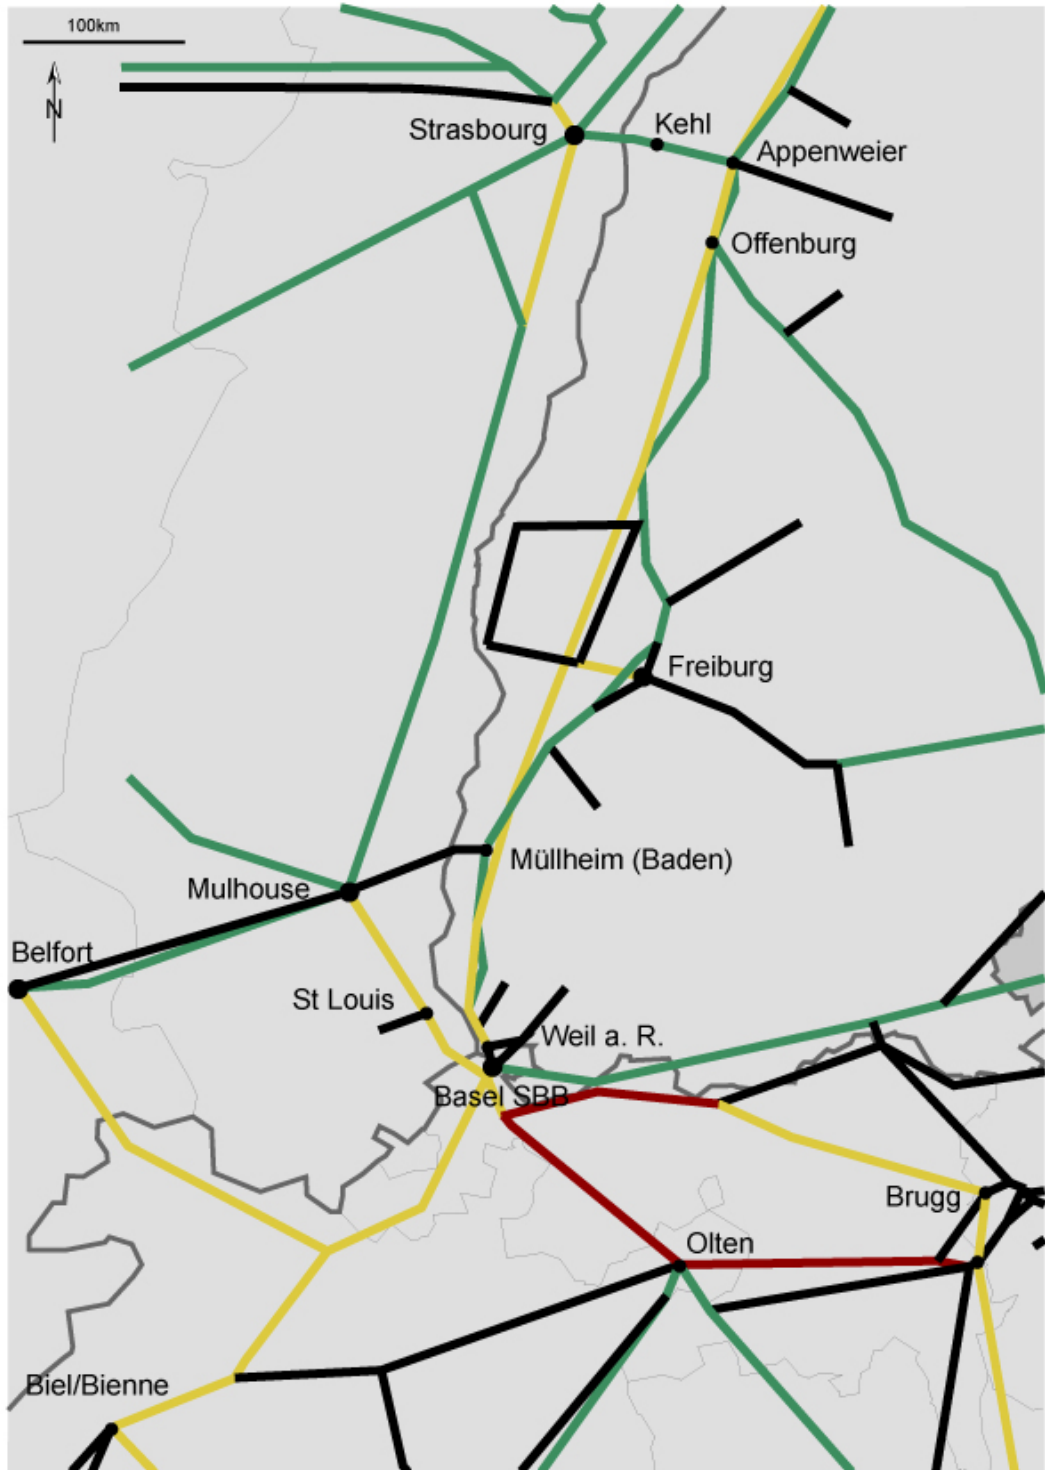 100km
N
Strasbourg
Kehl
Appenweier
Offenburg
Freiburg
Müllheim (Baden)
Mulhouse
Belfort
St Louis
Weil a. R.
Basel SBB
Brugg
Olten
Biel/Bienne